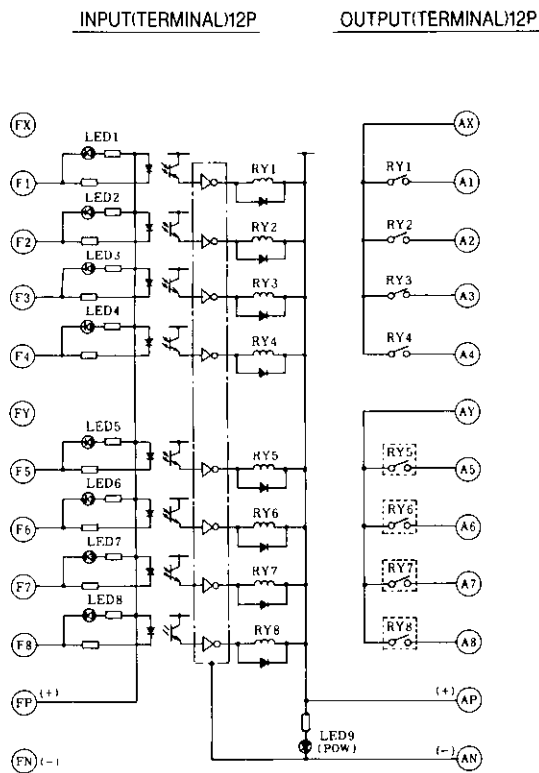 INPUT(TERMINAL)12P OUTPUT(TERMINAL)12P
FX AX
LED1
RY1 RY1
F1 A1
LED2
RY2 RY2
F2 A2
LED3
RY3 RY3
F3 A3
LED4
RY4 RY4
F4 A4
FY AY
LED5
RY5 RY5
F5 A5
LED6
RY6 RY6
F6 A6
LED7
RY7 RY7
F7 A7
LED8
RY8 RY8
F8 A8
FP (+) (+) AP
LED9
(POW)
FN (-) (-) AN